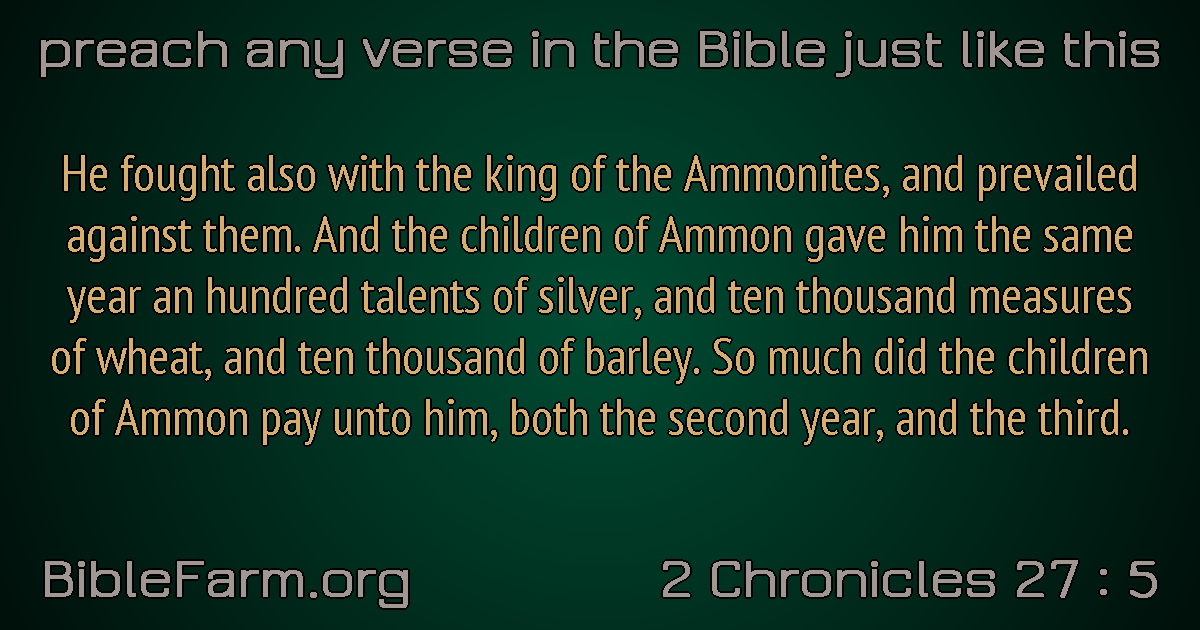 preach any verse in the Bible just like this
He fought also with the king of the Ammonites, and prevailed
against them. And the children of Ammon gave him the same
year an hundred talents of silver, and ten thousand measures
of wheat, and ten thousand of barley. So much did the children
of Ammon pay unto him, both the second year, and the third.
BibleFarm.org
2 Chronicles 27 : 5